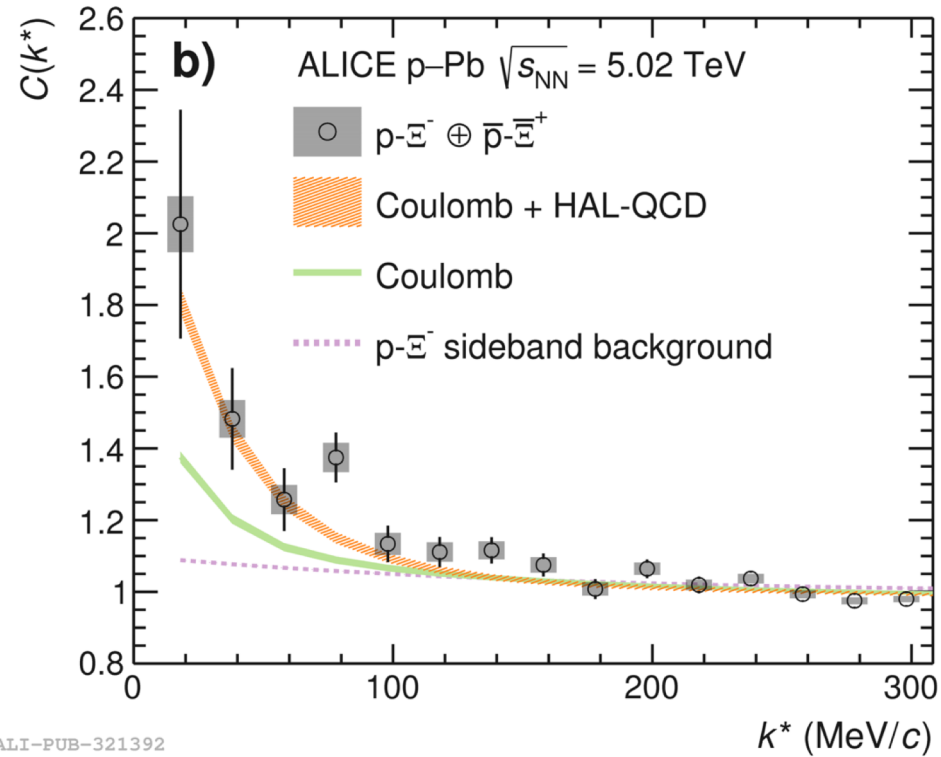 C(k*)
2.6
2.4
2.2
2
1.8
1.6
1.4
1.2
1
0.8
b)
ALICE p–Pb √sNN = 5.02 TeV
p-Ξ⁻ ⊕ p̅-Ξ̅⁺
Coulomb + HAL-QCD
Coulomb
p-Ξ⁻ sideband background
0 100 200 300
k* (MeV/c)
ALI-PUB-321392